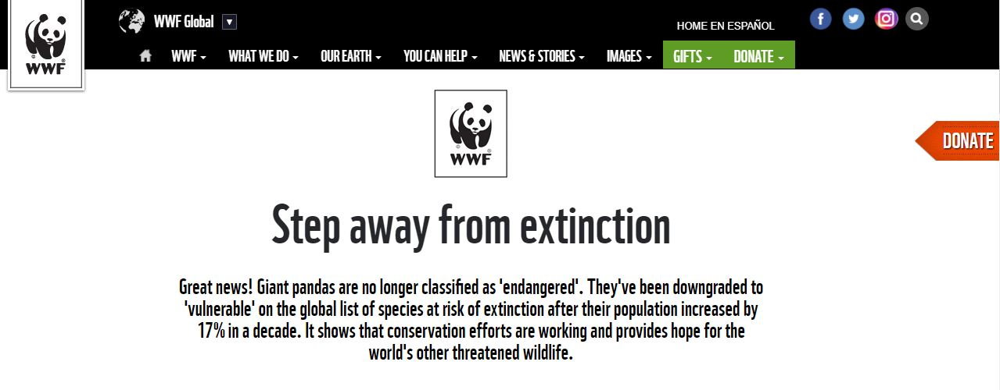 WWF Global
HOME EN ESPAÑOL
WWF
WHAT WE DO
OUR EARTH
YOU CAN HELP
NEWS & STORIES
IMAGES
GIFTS
DONATE
WWF
WWF
DONATE
Step away from extinction
Great news! Giant pandas are no longer classified as 'endangered'. They've been downgraded to
'vulnerable' on the global list of species at risk of extinction after their population increased by
17% in a decade. It shows that conservation efforts are working and provides hope for the
world's other threatened wildlife.